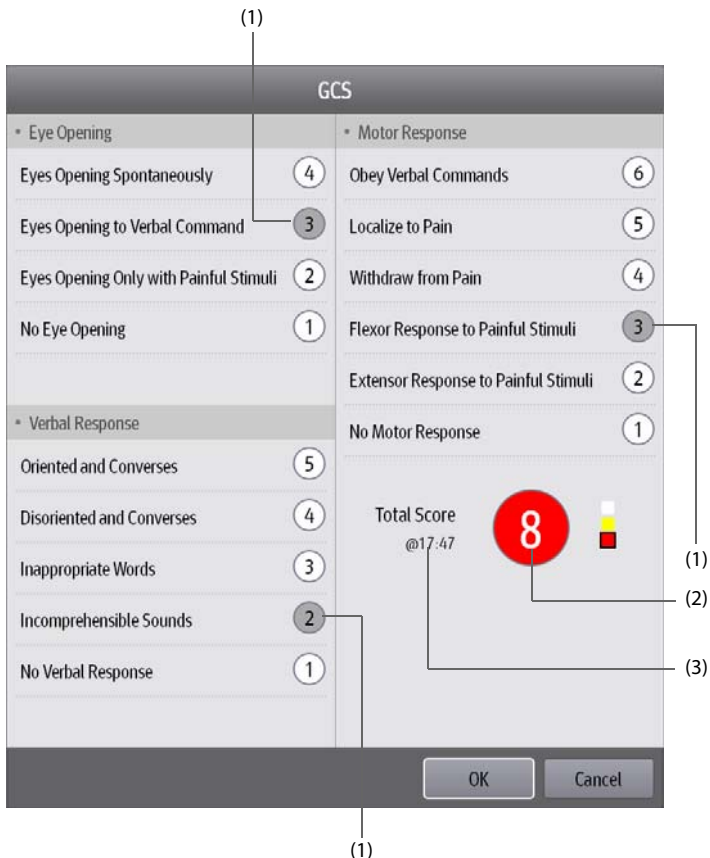 (1)
GCS
• Eye Opening
Eyes Opening Spontaneously 4
Eyes Opening to Verbal Command 3
Eyes Opening Only with Painful Stimuli 2
No Eye Opening 1
• Verbal Response
Oriented and Converses 5
Disoriented and Converses 4
Inappropriate Words 3
Incomprehensible Sounds 2
No Verbal Response 1
• Motor Response
Obey Verbal Commands 6
Localize to Pain 5
Withdraw from Pain 4
Flexor Response to Painful Stimuli 3
Extensor Response to Painful Stimuli 2
No Motor Response 1
Total Score 8
@17:47
(1)
(2)
(3)
OK Cancel
(1)